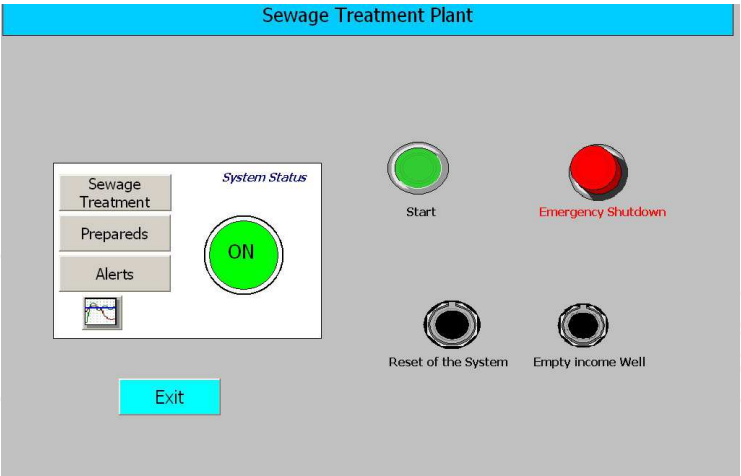 Sewage Treatment Plant
System Status
Sewage
Treatment
Prepareds
Alerts
ON
Start
Emergency Shutdown
Reset of the System
Empty income Well
Exit